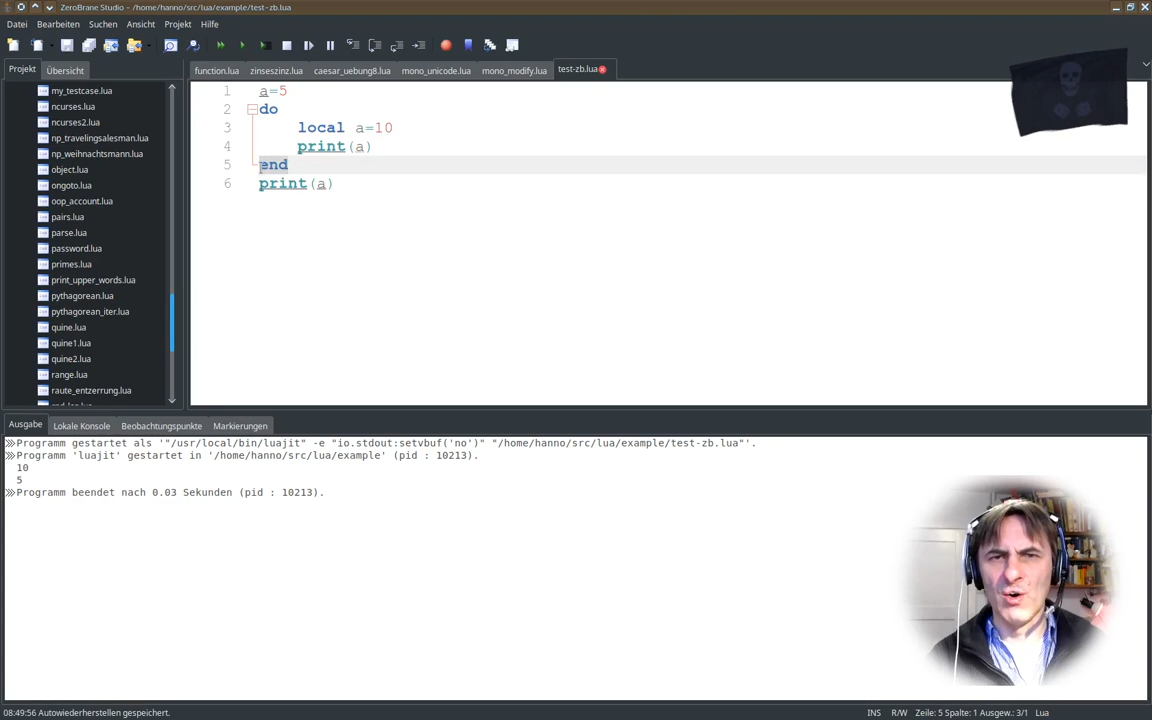 ZeroBrane Studio - /home/hanno/src/lua/example/test-zb.lua
Datei Bearbeiten Suchen Ansicht Projekt Hilfe
Projekt Übersicht
function.lua zinseszinz.lua caesar_uebung8.lua mono_unicode.lua mono_modify.lua test-zb.lua
my_testcase.lua
ncurses.lua
ncurses2.lua
np_travelingsalesman.lua
np_weihnachtsmann.lua
object.lua
ongoto.lua
oop_account.lua
pairs.lua
parse.lua
password.lua
primes.lua
print_upper_words.lua
pythagorean.lua
pythagorean_iter.lua
quine.lua
quine1.lua
quine2.lua
range.lua
raute_entzerrung.lua
1 a=5
2 do
3 local a=10
4 print(a)
5 end
6 print(a)
Ausgabe Lokale Konsole Beobachtungspunkte Markierungen
Programm gestartet als '"/usr/local/bin/luajit" -e "io.stdout:setvbuf('no')" "/home/hanno/src/lua/example/test-zb.lua"'.
Programm 'luajit' gestartet in '/home/hanno/src/lua/example' (pid : 10213).
10
5
Programm beendet nach 0.03 Sekunden (pid : 10213).
08:49:56 Autowiederherstellen gespeichert. INS R/W Zeile: 5 Spalte: 1 Ausgew.: 3/1 Lua